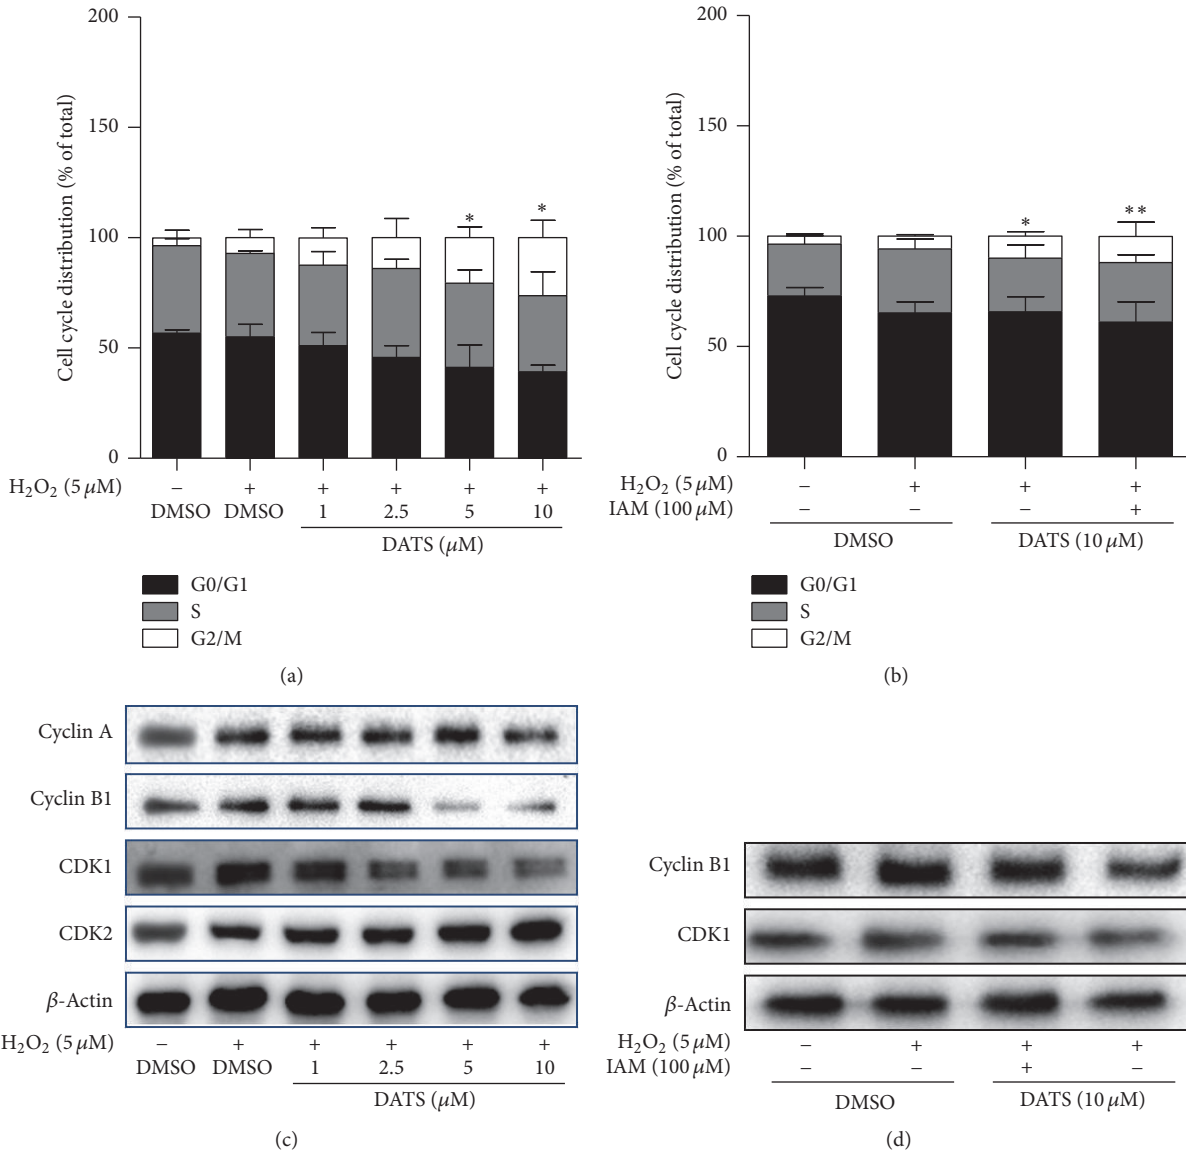 200
150
100
50
0
Cell cycle distribution (% of total)
* *
H₂O₂ (5 μM) − + + + + +
DMSO DMSO 1 2.5 5 10
DATS (μM)
G0/G1
S
G2/M
(a)
200
150
100
50
0
Cell cycle distribution (% of total)
* **
H₂O₂ (5 μM) − + + +
IAM (100 μM) − − − +
DMSO DATS (10 μM)
G0/G1
S
G2/M
(b)
Cyclin A
Cyclin B1
CDK1
CDK2
β-Actin
H₂O₂ (5 μM) − + + + + +
DMSO DMSO 1 2.5 5 10
DATS (μM)
(c)
Cyclin B1
CDK1
β-Actin
H₂O₂ (5 μM) − + + +
IAM (100 μM) − − + −
DMSO DATS (10 μM)
(d)